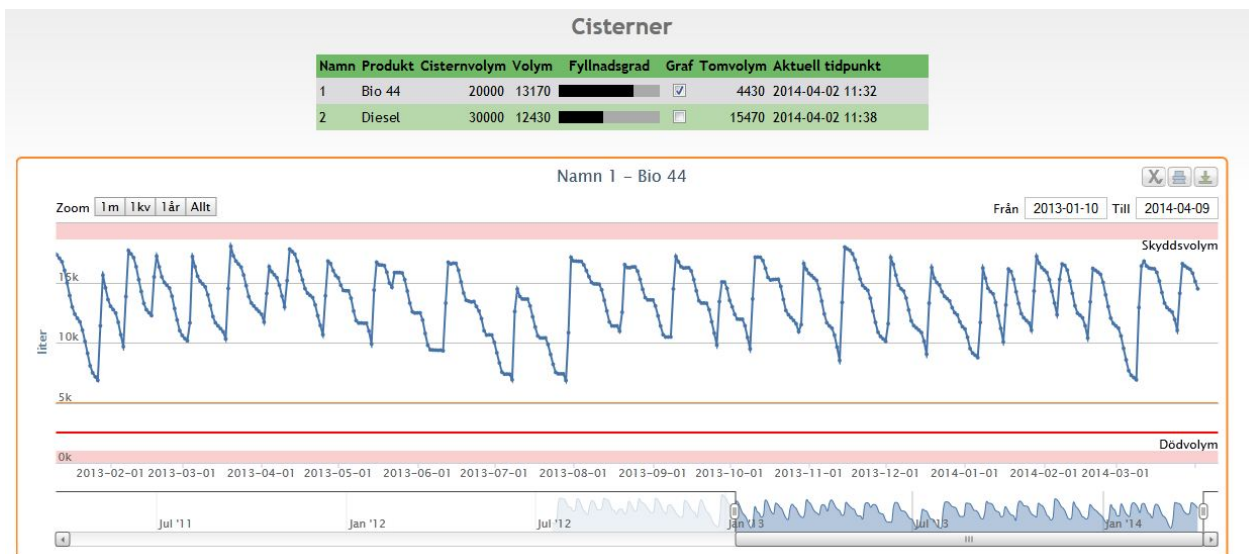 Cisterner
Namn Produkt Cisternvolym Volym Fyllnadsgrad Graf Tomvolym Aktuell tidpunkt
1 Bio 44 20000 13170 4430 2014-04-02 11:32
2 Diesel 30000 12430 15470 2014-04-02 11:38
Namn 1 - Bio 44
Zoom 1m 1kv 1år Allt Från 2013-01-10 Till 2014-04-09
Skyddsvolym
15k
10k
liter
5k
Dödvolym
0k
2013-02-01 2013-03-01 2013-04-01 2013-05-01 2013-06-01 2013-07-01 2013-08-01 2013-09-01 2013-10-01 2013-11-01 2013-12-01 2014-01-01 2014-02-01 2014-03-01
Jul '11 Jan '12 Jul '12 Jan '13 Jul '13 Jan '14